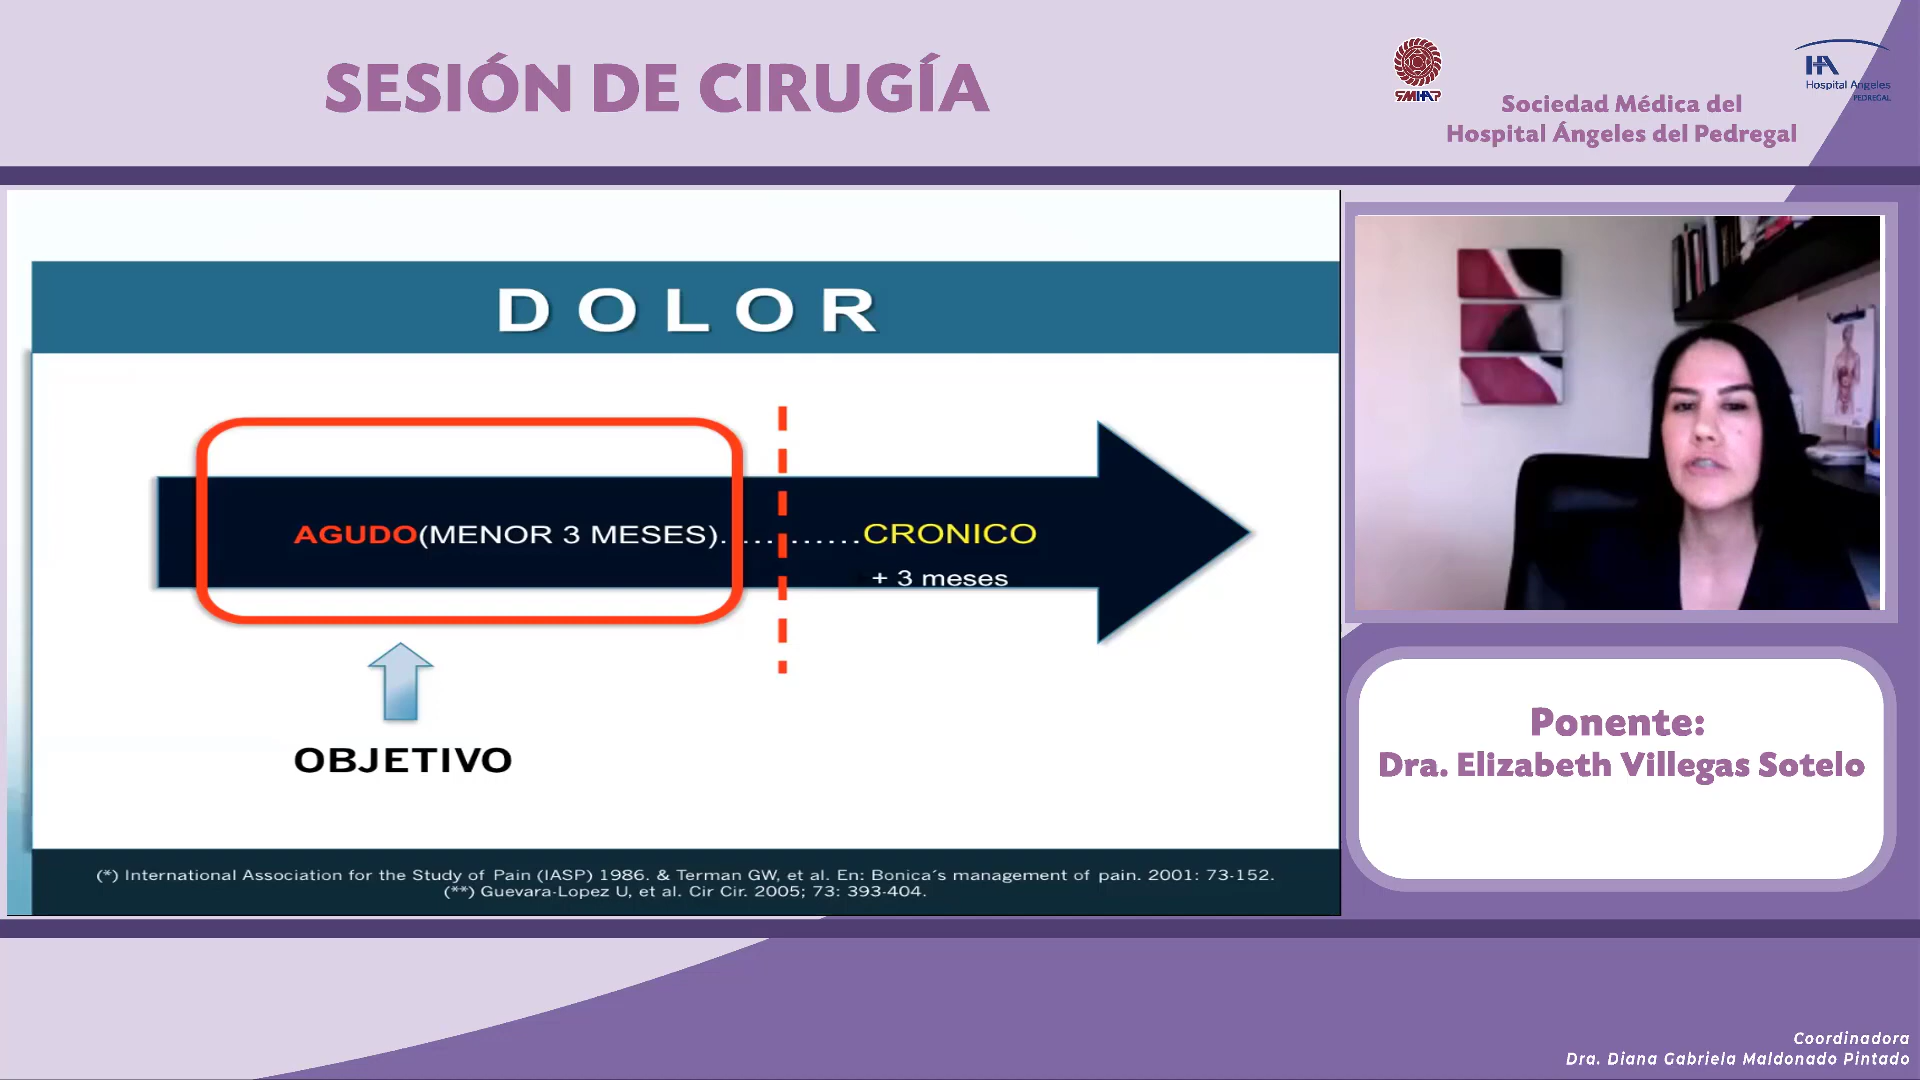 SESIÓN DE CIRUGÍA
SMHAP
HA
Hospital Angeles
PEDREGAL
Sociedad Médica del
Hospital Ángeles del Pedregal
DOLOR
AGUDO(MENOR 3 MESES)...........CRONICO
+ 3 meses
OBJETIVO
(*) International Association for the Study of Pain (IASP) 1986. & Terman GW, et al. En: Bonica´s management of pain. 2001: 73-152.
(**) Guevara-Lopez U, et al. Cir Cir. 2005; 73: 393-404.
Ponente:
Dra. Elizabeth Villegas Sotelo
Coordinadora
Dra. Diana Gabriela Maldonado Pintado